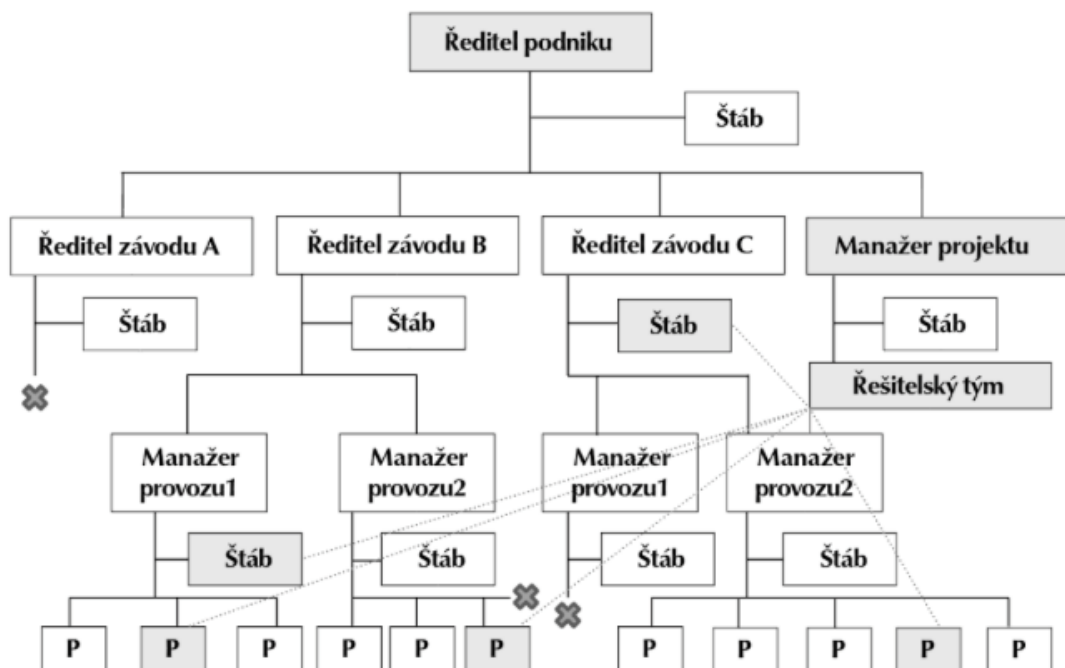 Ředitel podniku
Štáb
Ředitel závodu A
Ředitel závodu B
Ředitel závodu C
Manažer projektu
Štáb
Štáb
Štáb
Štáb
Řešitelský tým
Manažer
provozu1
Manažer
provozu2
Manažer
provozu1
Manažer
provozu2
Štáb
Štáb
Štáb
Štáb
P
P
P
P
P
P
P
P
P
P
P